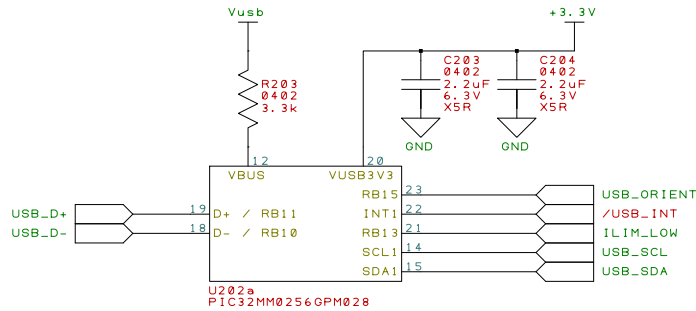 Vusb
+3.3V
R203
0402
3.3k
C203
0402
2.2uF
6.3V
X5R
C204
0402
2.2uF
6.3V
X5R
GND
GND
12
20
VBUS
VUSB3V3
RB15
23
USB_ORIENT
USB_D+
19
D+ / RB11
INT1
22
/USB_INT
USB_D-
18
D- / RB10
RB13
21
ILIM_LOW
SCL1
14
USB_SCL
SDA1
15
USB_SDA
U202a
PIC32MM0256GPM028